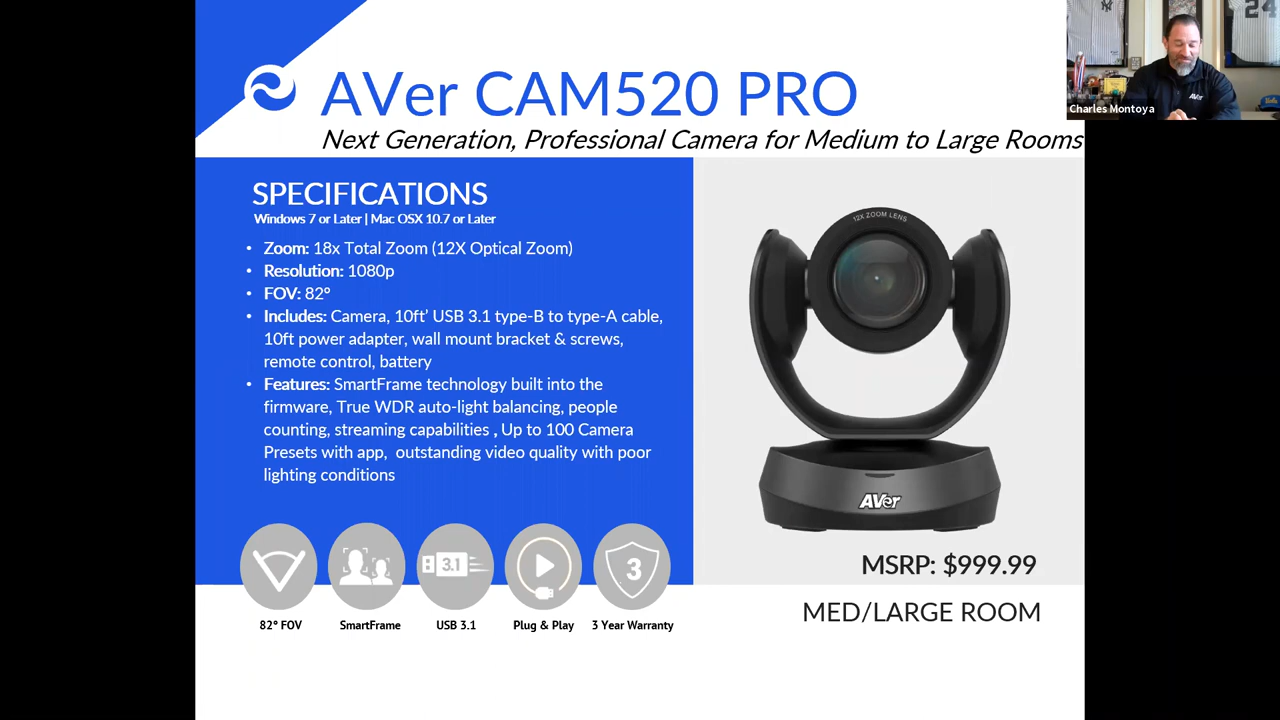 AVer CAM520 PRO
Next Generation, Professional Camera for Medium to Large Rooms
SPECIFICATIONS
Windows 7 or Later | Mac OSX 10.7 or Later
• Zoom: 18x Total Zoom (12X Optical Zoom)
• Resolution: 1080p
• FOV: 82°
• Includes: Camera, 10ft’ USB 3.1 type-B to type-A cable,
10ft power adapter, wall mount bracket & screws,
remote control, battery
• Features: SmartFrame technology built into the
firmware, True WDR auto-light balancing, people
counting, streaming capabilities , Up to 100 Camera
Presets with app,  outstanding video quality with poor
lighting conditions
3.1
3
82° FOV
SmartFrame
USB 3.1
Plug & Play
3 Year Warranty
12X ZOOM LENS
AVer
MSRP: $999.99
MED/LARGE ROOM
24
AVer
Charles Montoya